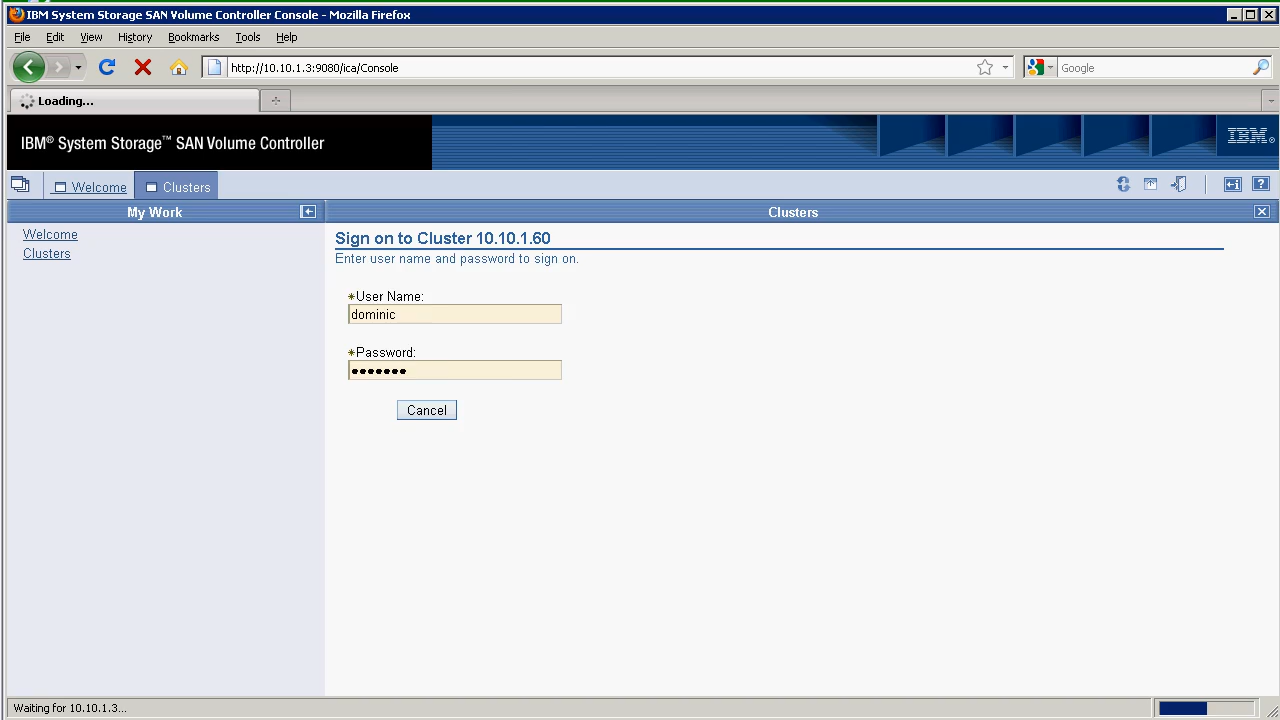 IBM System Storage SAN Volume Controller Console - Mozilla Firefox
File Edit View History Bookmarks Tools Help
http://10.10.1.3:9080/ica/Console
Google
Loading...
IBM® System Storage™ SAN Volume Controller
IBM®
Welcome
Clusters
My Work
Clusters
Welcome
Clusters
Sign on to Cluster 10.10.1.60
Enter user name and password to sign on.
✶User Name:
dominic
✶Password:
●●●●●●●
Cancel
Waiting for 10.10.1.3...